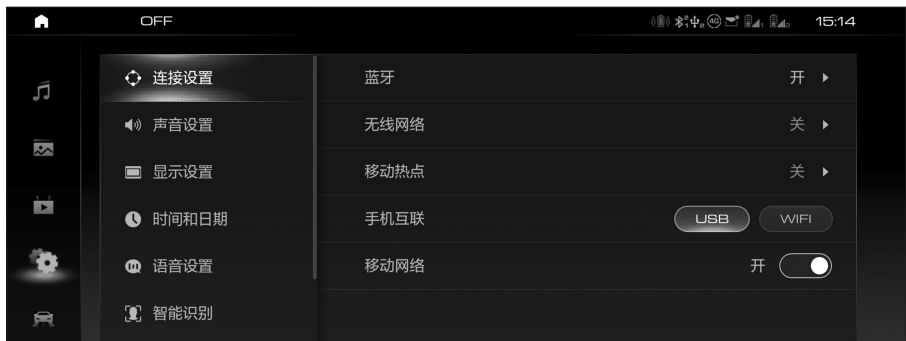 OFF 4G 15:14
连接设置
声音设置
显示设置
时间和日期
语音设置
智能识别
蓝牙 开
无线网络 关
移动热点 关
手机互联 USB WIFI
移动网络 开